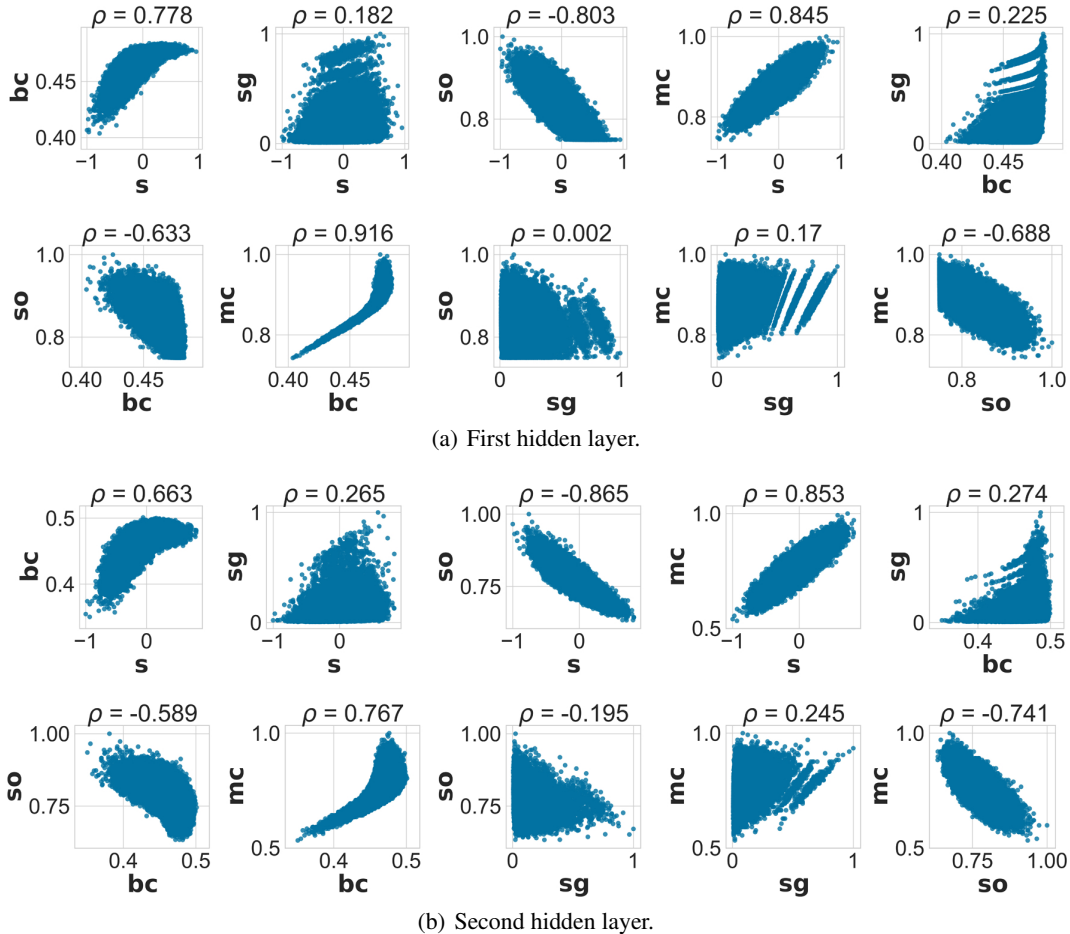 ρ = 0.778 ρ = 0.182 ρ = -0.803 ρ = 0.845 ρ = 0.225
bc 0.45 0.40 sg 1 0 so 1.0 0.8 mc 1.0 0.8 sg 1 0
−1 0 1 −1 0 1 −1 0 1 −1 0 1 0.40 0.45
s s s s bc
ρ = -0.633 ρ = 0.916 ρ = 0.002 ρ = 0.17 ρ = -0.688
so 1.0 0.8 mc 1.0 0.8 so 1.0 0.8 mc 1.0 0.8 mc 1.0 0.8
0.40 0.45 0.40 0.45 0 1 0 1 0.8 1.0
bc bc sg sg so
(a) First hidden layer.
ρ = 0.663 ρ = 0.265 ρ = -0.865 ρ = 0.853 ρ = 0.274
bc 0.5 0.4 sg 1 0 so 1.00 0.75 mc 1.0 0.5 sg 1 0
−1 0 −1 0 −1 0 −1 0 0.4 0.5
s s s s bc
ρ = -0.589 ρ = 0.767 ρ = -0.195 ρ = 0.245 ρ = -0.741
so 1.00 0.75 mc 1.0 0.5 so 1.00 0.75 mc 1.0 0.5 mc 1.0 0.5
0.4 0.5 0.4 0.5 0 1 0 1 0.75 1.00
bc bc sg sg so
(b) Second hidden layer.